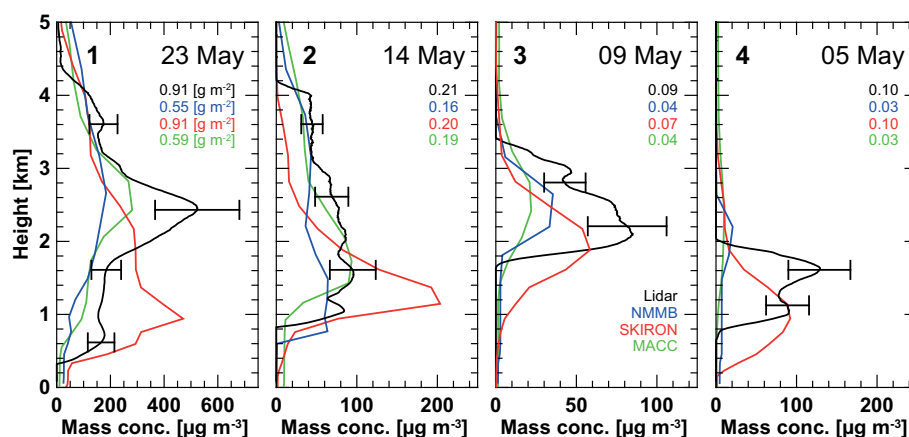 1 23 May
0.91 [g m⁻²]
0.55 [g m⁻²]
0.91 [g m⁻²]
0.59 [g m⁻²]
2 14 May
0.21
0.16
0.20
0.19
3 09 May
0.09
0.04
0.07
0.04
Lidar
NMMB
SKIRON
MACC
4 05 May
0.10
0.03
0.10
0.03
Height [km]
5
4
3
2
1
0
0 200 400 600
0 100 200
0 50 100
0 100 200
Mass conc. [µg m⁻³]
Mass conc. [µg m⁻³]
Mass conc. [µg m⁻³]
Mass conc. [µg m⁻³]